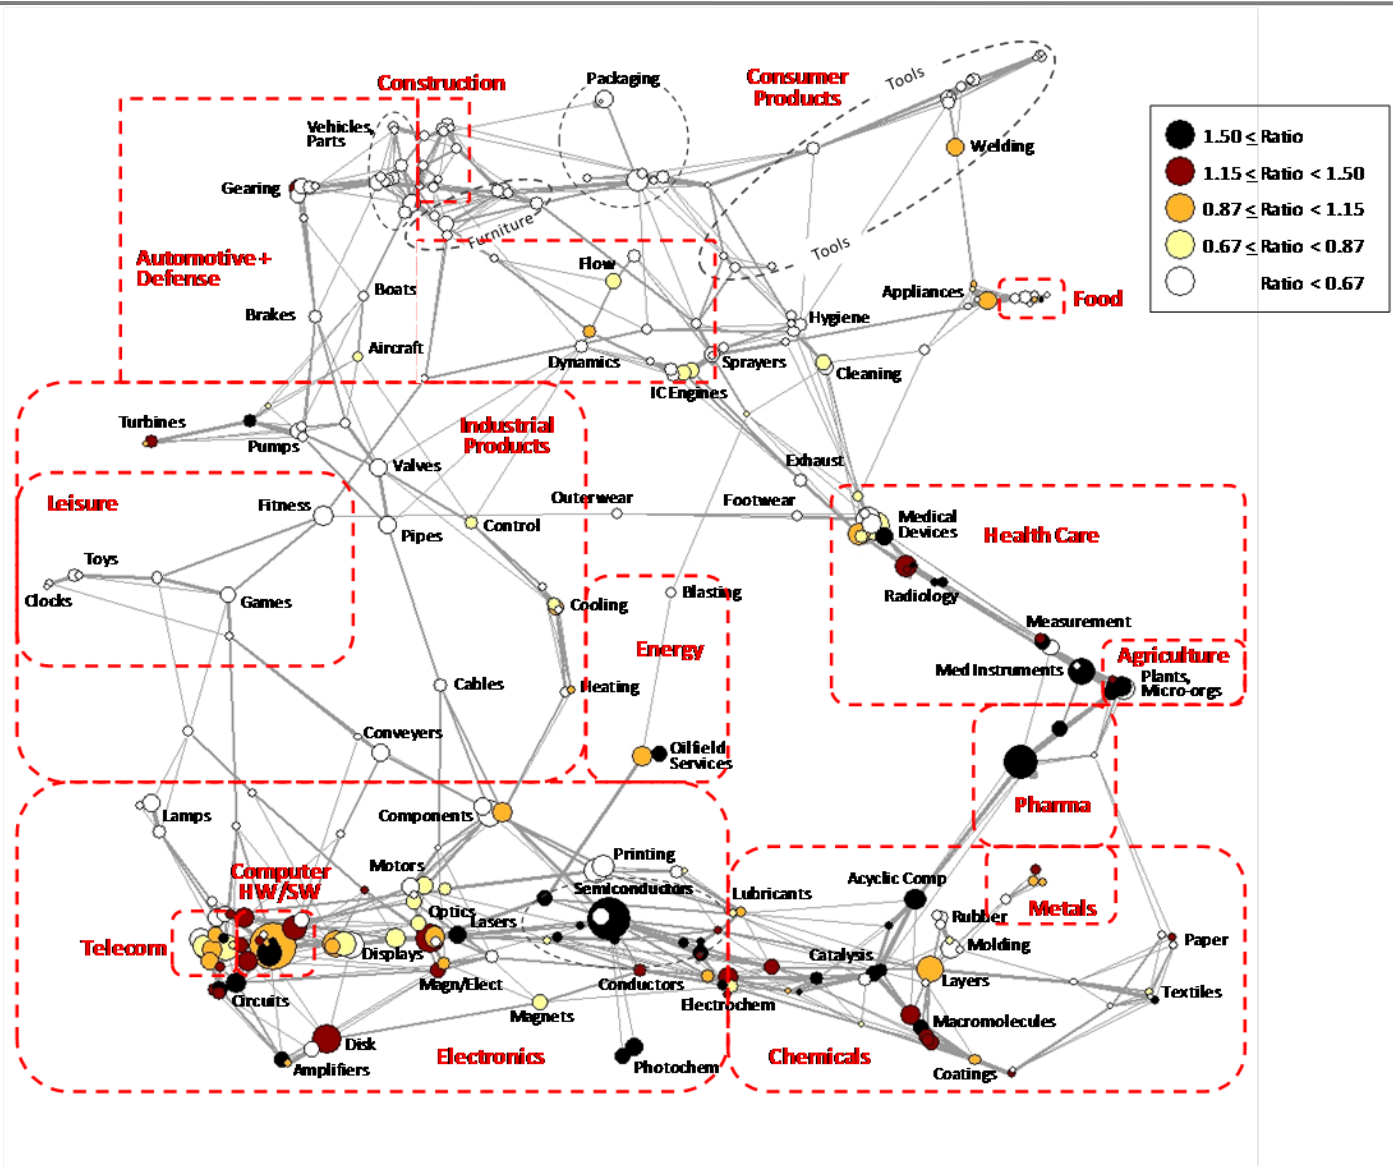 Construction
Packaging
Consumer
Products
Tools
Vehicles,
Parts
Welding
Gearing
Furniture
Tools
Automotive +
Defense
Flow
Boats
Appliances
Food
Brakes
Hygiene
Aircraft
Dynamics
Sprayers
Cleaning
IC Engines
Turbines
Industrial
Products
Pumps
Valves
Exhaust
Leisure
Fitness
Outerwear
Footwear
Medical
Devices
Control
Pipes
Health Care
Toys
Clocks
Games
Cooling
Blasting
Radiology
Energy
Measurement
Agriculture
Med Instruments
Plants,
Micro-orgs
Cables
Heating
Conveyers
Oilfield
Services
Pharma
Lamps
Components
Printing
Computer
HW/SW
Motors
Semiconductors
Lubricants
Acyclic Comp
Metals
Optics
Lasers
Rubber
Telecom
Displays
Molding
Paper
Catalysis
Magn/Elect
Conductors
Layers
Circuits
Electrochem
Textiles
Magnets
Macromolecules
Disk
Electronics
Chemicals
Amplifiers
Photochem
Coatings
1.50 ≤ Ratio
1.15 ≤ Ratio < 1.50
0.87 ≤ Ratio < 1.15
0.67 ≤ Ratio < 0.87
Ratio < 0.67